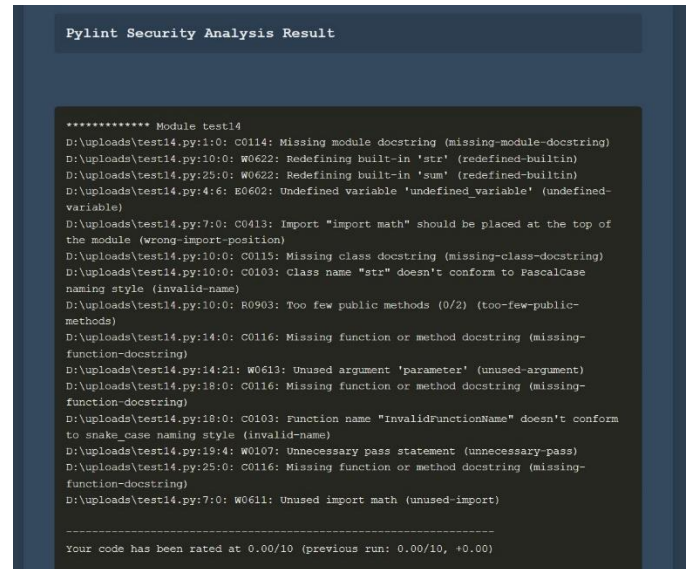 Pylint Security Analysis Result
************* Module test14
D:\uploads\test14.py:1:0: C0114: Missing module docstring (missing-module-docstring)
D:\uploads\test14.py:10:0: W0622: Redefining built-in 'str' (redefined-builtin)
D:\uploads\test14.py:25:0: W0622: Redefining built-in 'sum' (redefined-builtin)
D:\uploads\test14.py:4:6: E0602: Undefined variable 'undefined_variable' (undefined-
variable)
D:\uploads\test14.py:7:0: C0413: Import "import math" should be placed at the top of
the module (wrong-import-position)
D:\uploads\test14.py:10:0: C0115: Missing class docstring (missing-class-docstring)
D:\uploads\test14.py:10:0: C0103: Class name "str" doesn't conform to PascalCase
naming style (invalid-name)
D:\uploads\test14.py:10:0: R0903: Too few public methods (0/2) (too-few-public-
methods)
D:\uploads\test14.py:14:0: C0116: Missing function or method docstring (missing-
function-docstring)
D:\uploads\test14.py:14:21: W0613: Unused argument 'parameter' (unused-argument)
D:\uploads\test14.py:18:0: C0116: Missing function or method docstring (missing-
function-docstring)
D:\uploads\test14.py:18:0: C0103: Function name "InvalidFunctionName" doesn't conform
to snake_case naming style (invalid-name)
D:\uploads\test14.py:19:4: W0107: Unnecessary pass statement (unnecessary-pass)
D:\uploads\test14.py:25:0: C0116: Missing function or method docstring (missing-
function-docstring)
D:\uploads\test14.py:7:0: W0611: Unused import math (unused-import)
------------------------------------------------------------------
Your code has been rated at 0.00/10 (previous run: 0.00/10, +0.00)